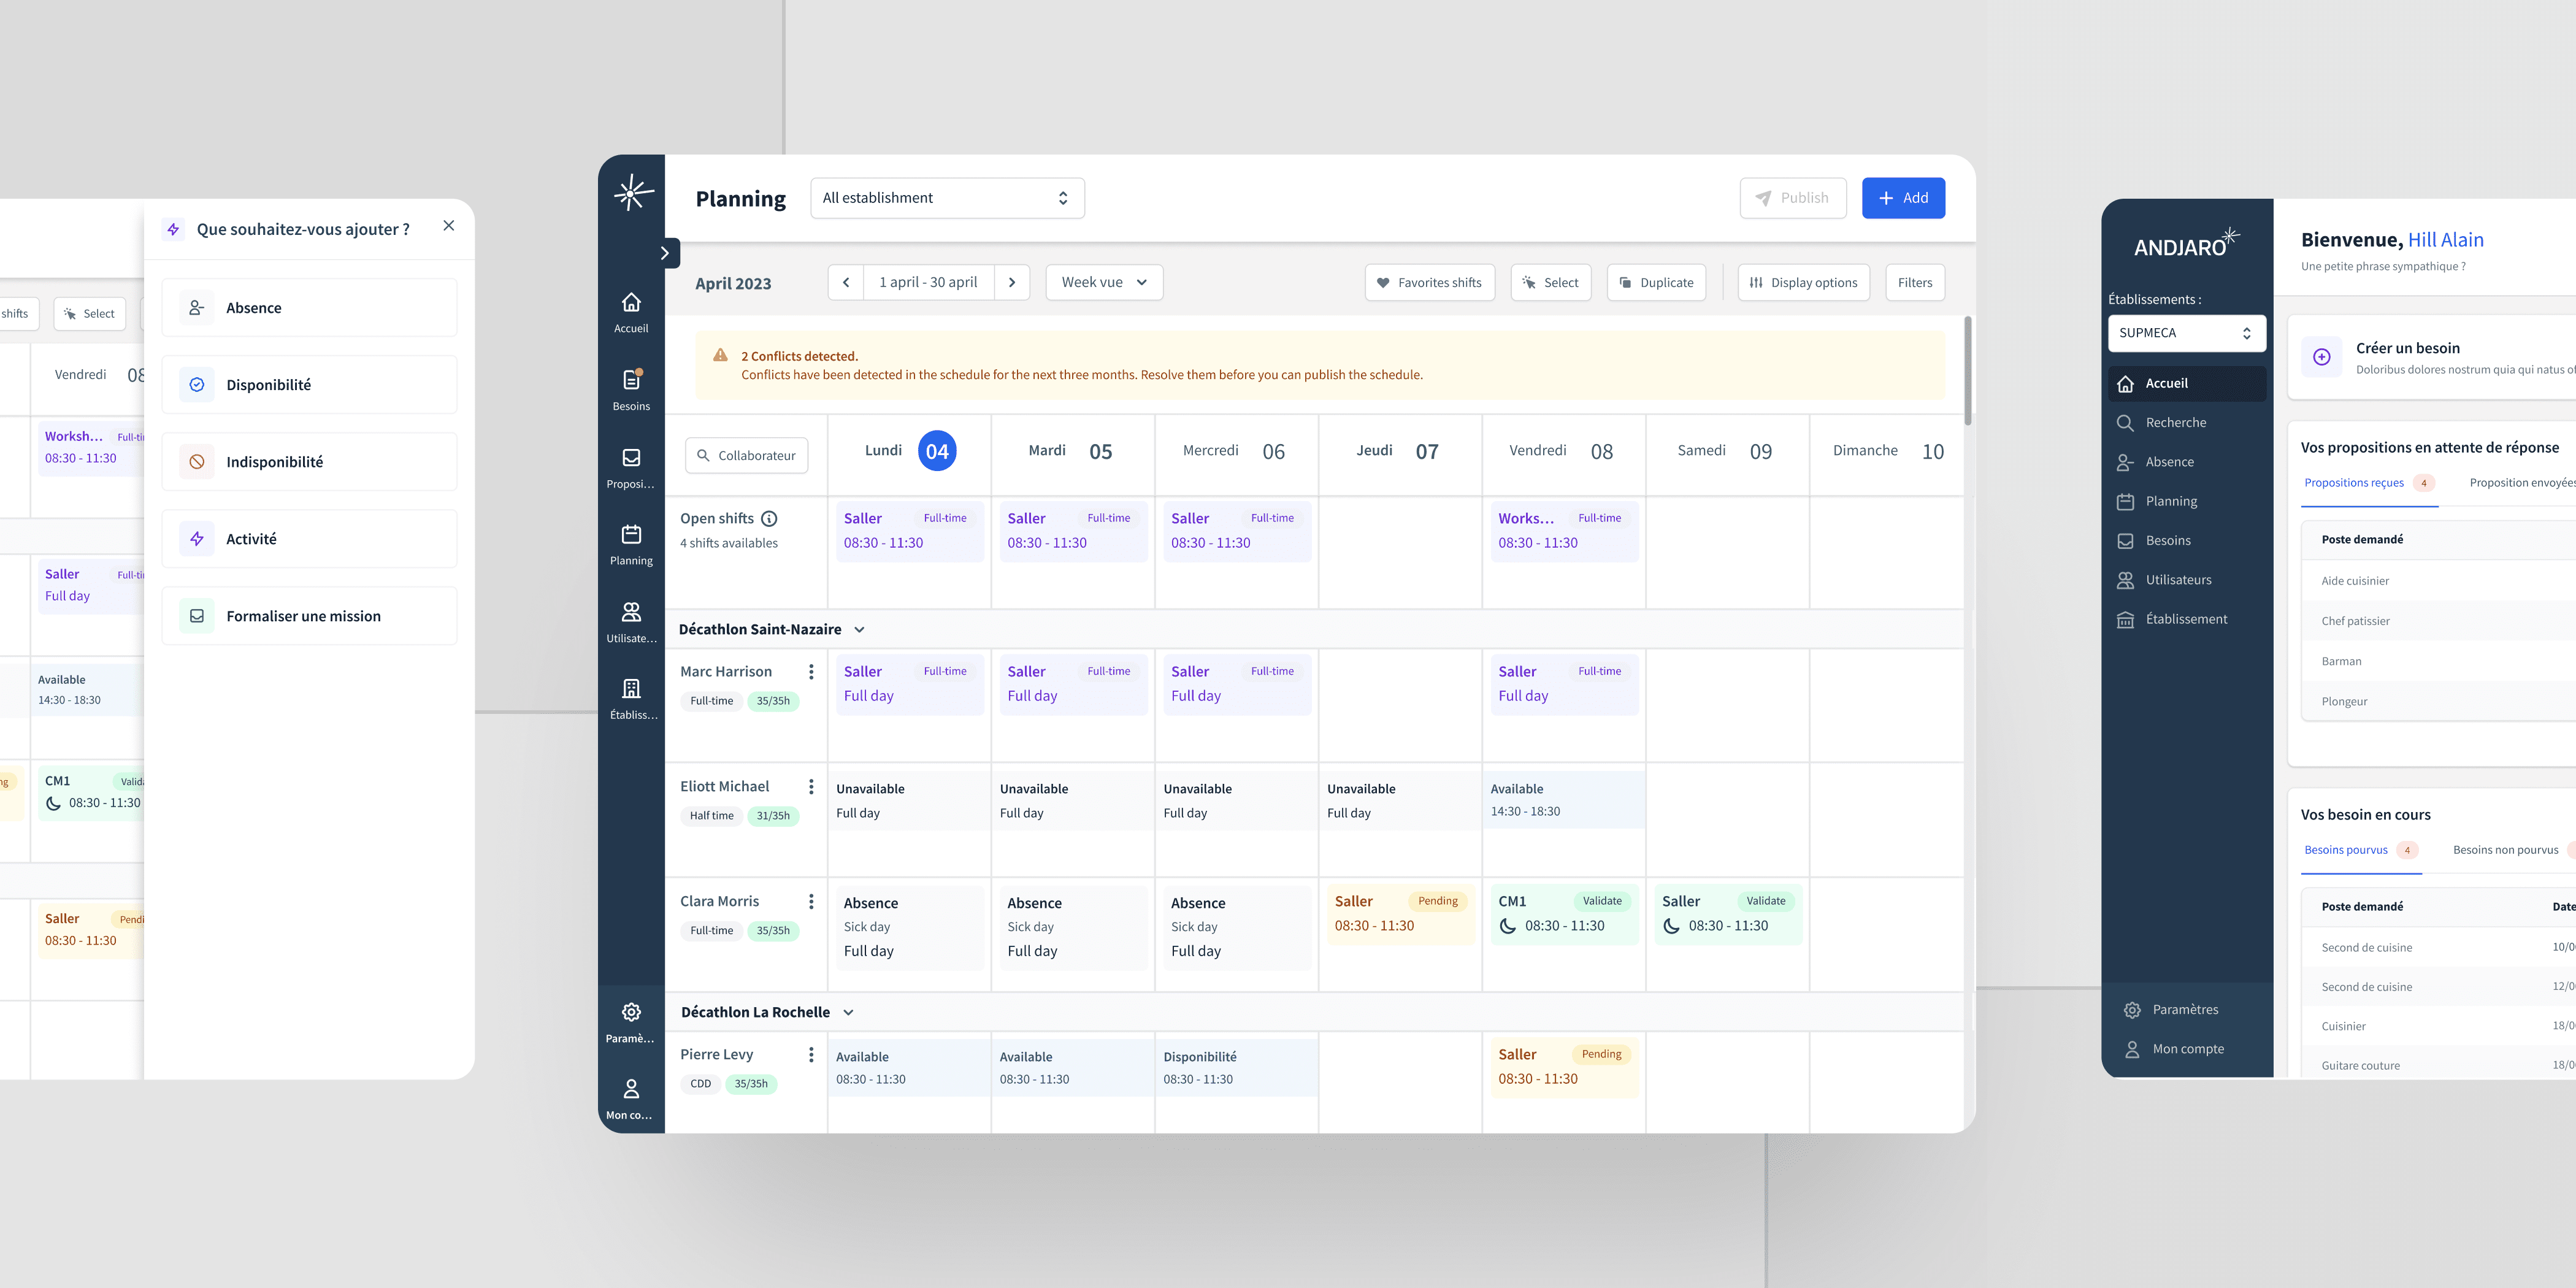 Que souhaitez-vous ajouter ?
shifts
Select
Absence
Disponibilité
Indisponibilité
Activité
Formaliser une mission
Vendredi 08
Worksh... Full-ti
08:30 - 11:30
Saller Full-ti
Full day
Available
14:30 - 18:30
ng
CM1 Valid
08:30 - 11:30
Saller Pendi
08:30 - 11:30
Planning
All establishment
Publish
Add
April 2023
1 april - 30 april
Week vue
Favorites shifts
Select
Duplicate
Display options
Filters
2 Conflicts detected.
Conflicts have been detected in the schedule for the next three months. Resolve them before you can publish the schedule.
Accueil
Besoins
Proposi...
Planning
Utilisate...
Établiss...
Paramè...
Mon co...
Collaborateur
Lundi 04
Mardi 05
Mercredi 06
Jeudi 07
Vendredi 08
Samedi 09
Dimanche 10
Open shifts
4 shifts available
Saller Full-time
08:30 - 11:30
Saller Full-time
08:30 - 11:30
Saller Full-time
08:30 - 11:30
Works... Full-time
08:30 - 11:30
Décathlon Saint-Nazaire
Marc Harrison
Full-time 35/35h
Saller Full-time
Full day
Saller Full-time
Full day
Saller Full-time
Full day
Saller Full-time
Full day
Eliott Michael
Half time 31/35h
Unavailable
Full day
Unavailable
Full day
Unavailable
Full day
Unavailable
Full day
Available
14:30 - 18:30
Clara Morris
Full-time 35/35h
Absence
Sick day
Full day
Absence
Sick day
Full day
Absence
Sick day
Full day
Saller Pending
08:30 - 11:30
CM1 Validate
08:30 - 11:30
Saller Validate
08:30 - 11:30
Décathlon La Rochelle
Pierre Levy
CDD 35/35h
Available
08:30 - 11:30
Available
08:30 - 11:30
Disponibilité
08:30 - 11:30
Saller Pending
08:30 - 11:30
ANDJARO
Établissements :
SUPMECA
Accueil
Recherche
Absence
Planning
Besoins
Utilisateurs
Établissement
Paramètres
Mon compte
Bienvenue, Hill Alain
Une petite phrase sympathique ?
Créer un besoin
Doloribus dolores nostrum quia qui natus of
Vos propositions en attente de réponse
Propositions reçues 4
Proposition envoyées
Poste demandé
Aide cuisinier
Chef patissier
Barman
Plongeur
Vos besoin en cours
Besoins pourvus 4
Besoins non pourvus
Poste demandé Date
Second de cuisine 10/0
Second de cuisine 12/0
Cuisinier 18/0
Guitare couture 18/0